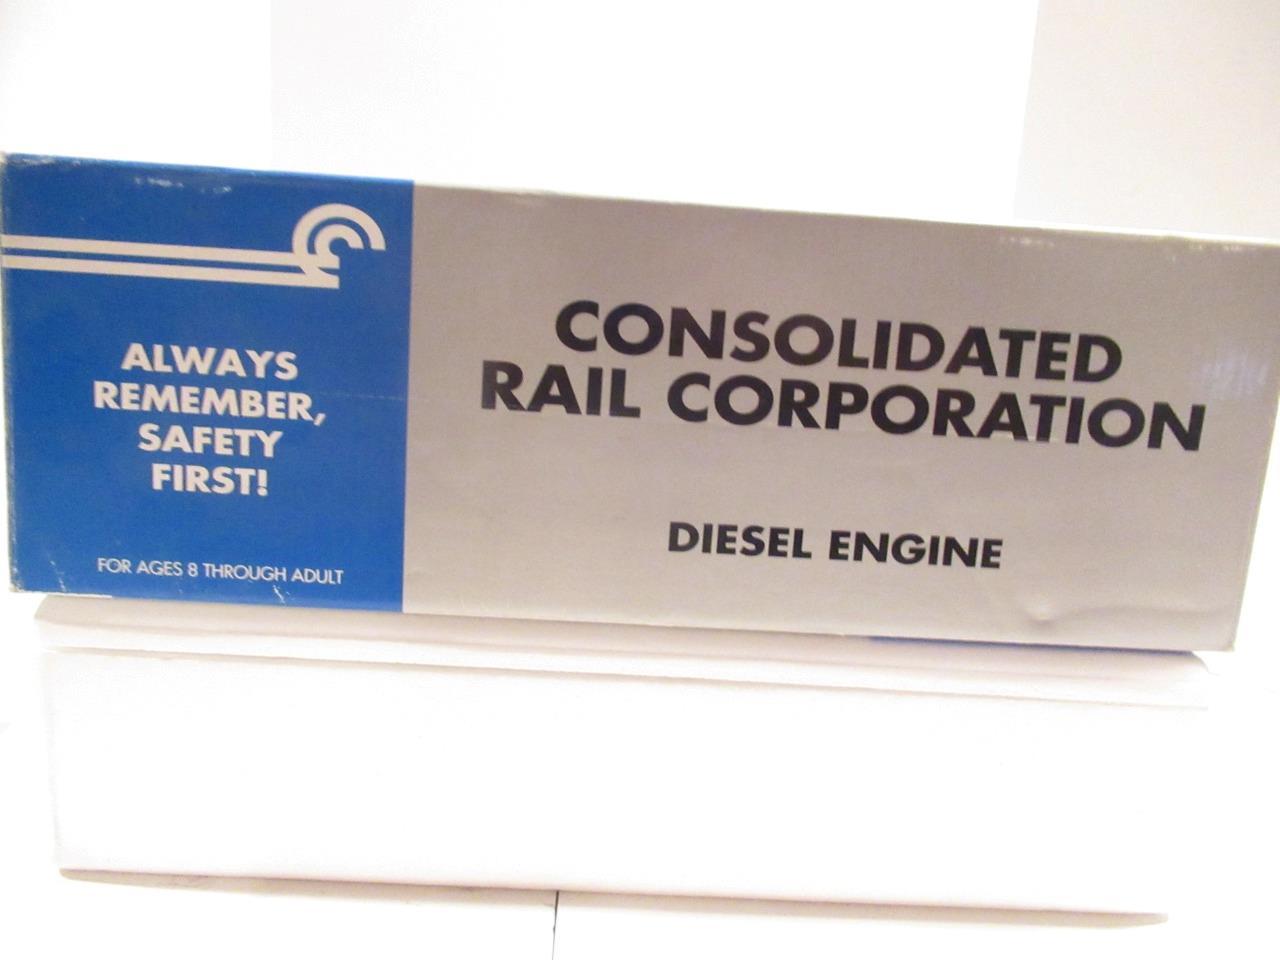 ALWAYS
REMEMBER,
SAFETY
FIRST!
FOR AGES 8 THROUGH ADULT
CONSOLIDATED
RAIL CORPORATION
DIESEL ENGINE